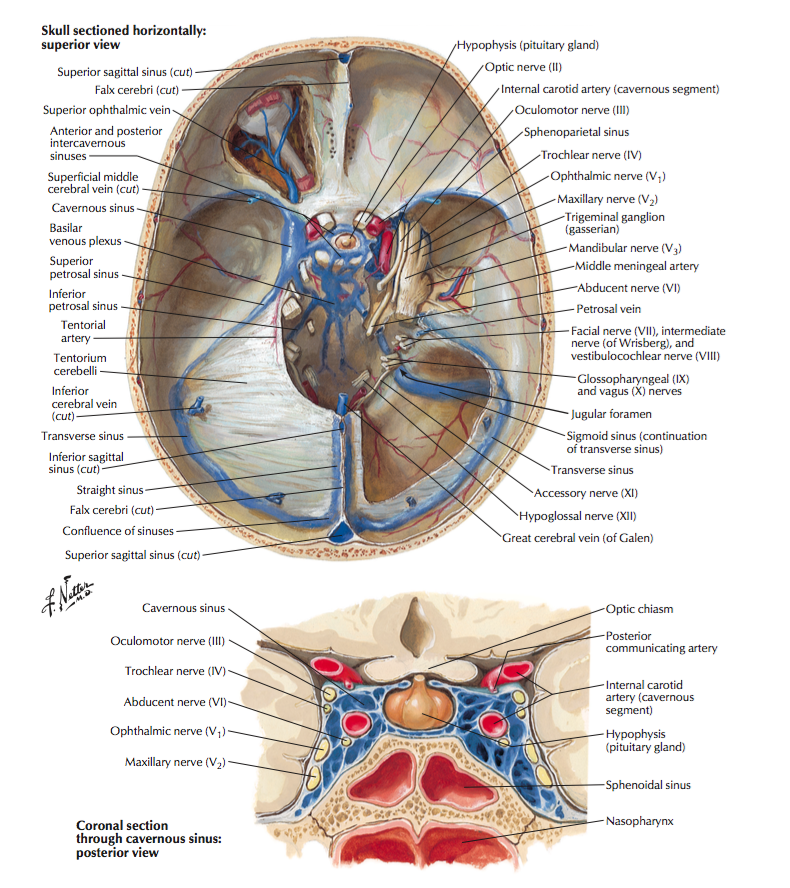 Skull sectioned horizontally:
superior view
Superior sagittal sinus (cut)
Falx cerebri (cut)
Superior ophthalmic vein
Anterior and posterior
intercavernous
sinuses
Superficial middle
cerebral vein (cut)
Cavernous sinus
Basilar
venous plexus
Superior
petrosal sinus
Inferior
petrosal sinus
Tentorial
artery
Tentorium
cerebelli
Inferior
cerebral vein
(cut)
Transverse sinus
Inferior sagittal
sinus (cut)
Straight sinus
Falx cerebri (cut)
Confluence of sinuses
Superior sagittal sinus (cut)
Hypophysis (pituitary gland)
Optic nerve (II)
Internal carotid artery (cavernous segment)
Oculomotor nerve (III)
Sphenoparietal sinus
Trochlear nerve (IV)
Ophthalmic nerve (V₁)
Maxillary nerve (V₂)
Trigeminal ganglion
(gasserian)
Mandibular nerve (V₃)
Middle meningeal artery
Abducent nerve (VI)
Petrosal vein
Facial nerve (VII), intermediate
nerve (of Wrisberg), and
vestibulocochlear nerve (VIII)
Glossopharyngeal (IX)
and vagus (X) nerves
Jugular foramen
Sigmoid sinus (continuation
of transverse sinus)
Transverse sinus
Accessory nerve (XI)
Hypoglossal nerve (XII)
Great cerebral vein (of Galen)
F. Netter
M.D.
Cavernous sinus
Oculomotor nerve (III)
Trochlear nerve (IV)
Abducent nerve (VI)
Ophthalmic nerve (V₁)
Maxillary nerve (V₂)
Optic chiasm
Posterior
communicating artery
Internal carotid
artery (cavernous
segment)
Hypophysis
(pituitary gland)
Sphenoidal sinus
Nasopharynx
Coronal section
through cavernous sinus:
posterior view